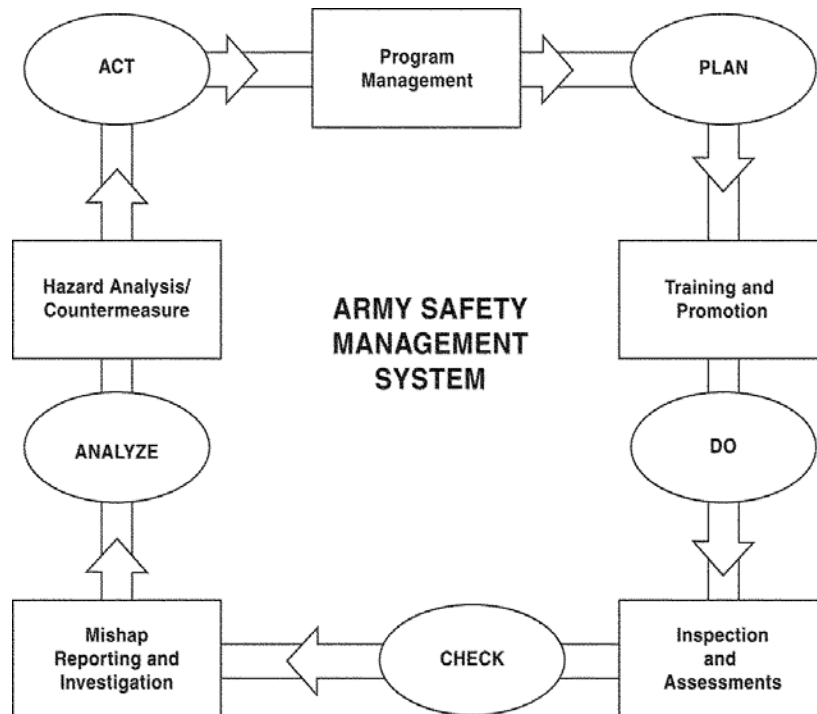 ACT
Program
Management
PLAN
Hazard Analysis/
Countermeasure
ARMY SAFETY
MANAGEMENT
SYSTEM
Training and
Promotion
ANALYZE
DO
Mishap
Reporting and
Investigation
CHECK
Inspection
and
Assessments